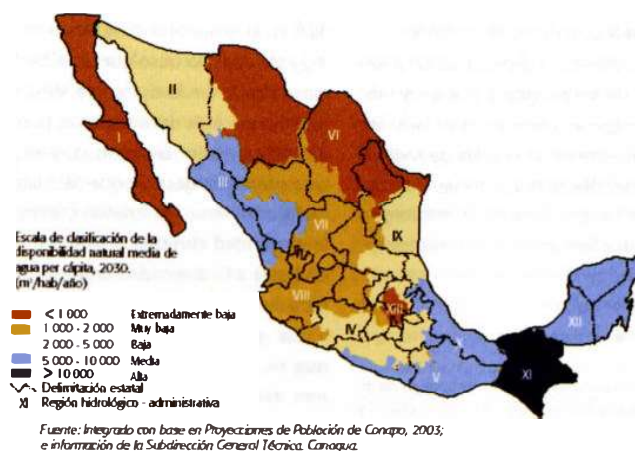 I
II
III
VI
VII
VIII
IX
IV
XIII
X
V
XII
XI
Escala de clasificación de la
disponibilidad natural media de
agua per cápita, 2030.
(m³/hab/año)
< 1 000 Extremadamente baja
1 000 - 2 000 Muy baja
2 000 - 5 000 Baja
5 000 - 10 000 Media
> 10 000 Alta
Delimitación estatal
XI Región hidrológico - administrativa
Fuente: Integrado con base en Proyecciones de Población de Conapo, 2003;
e información de la Subdirección General Técnica. Conagua.